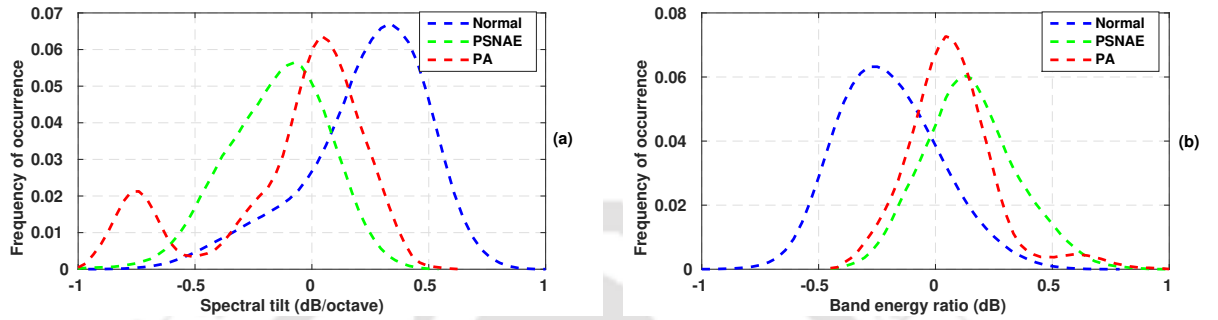 0.07
0.06
0.05
0.04
0.03
0.02
0.01
0
-1
-0.5
0
0.5
1
Frequency of occurrence
Spectral tilt (dB/octave)
Normal
PSNAE
PA
(a)
0.08
0.06
0.04
0.02
0
-1
-0.5
0
0.5
1
Frequency of occurrence
Band energy ratio (dB)
Normal
PSNAE
PA
(b)